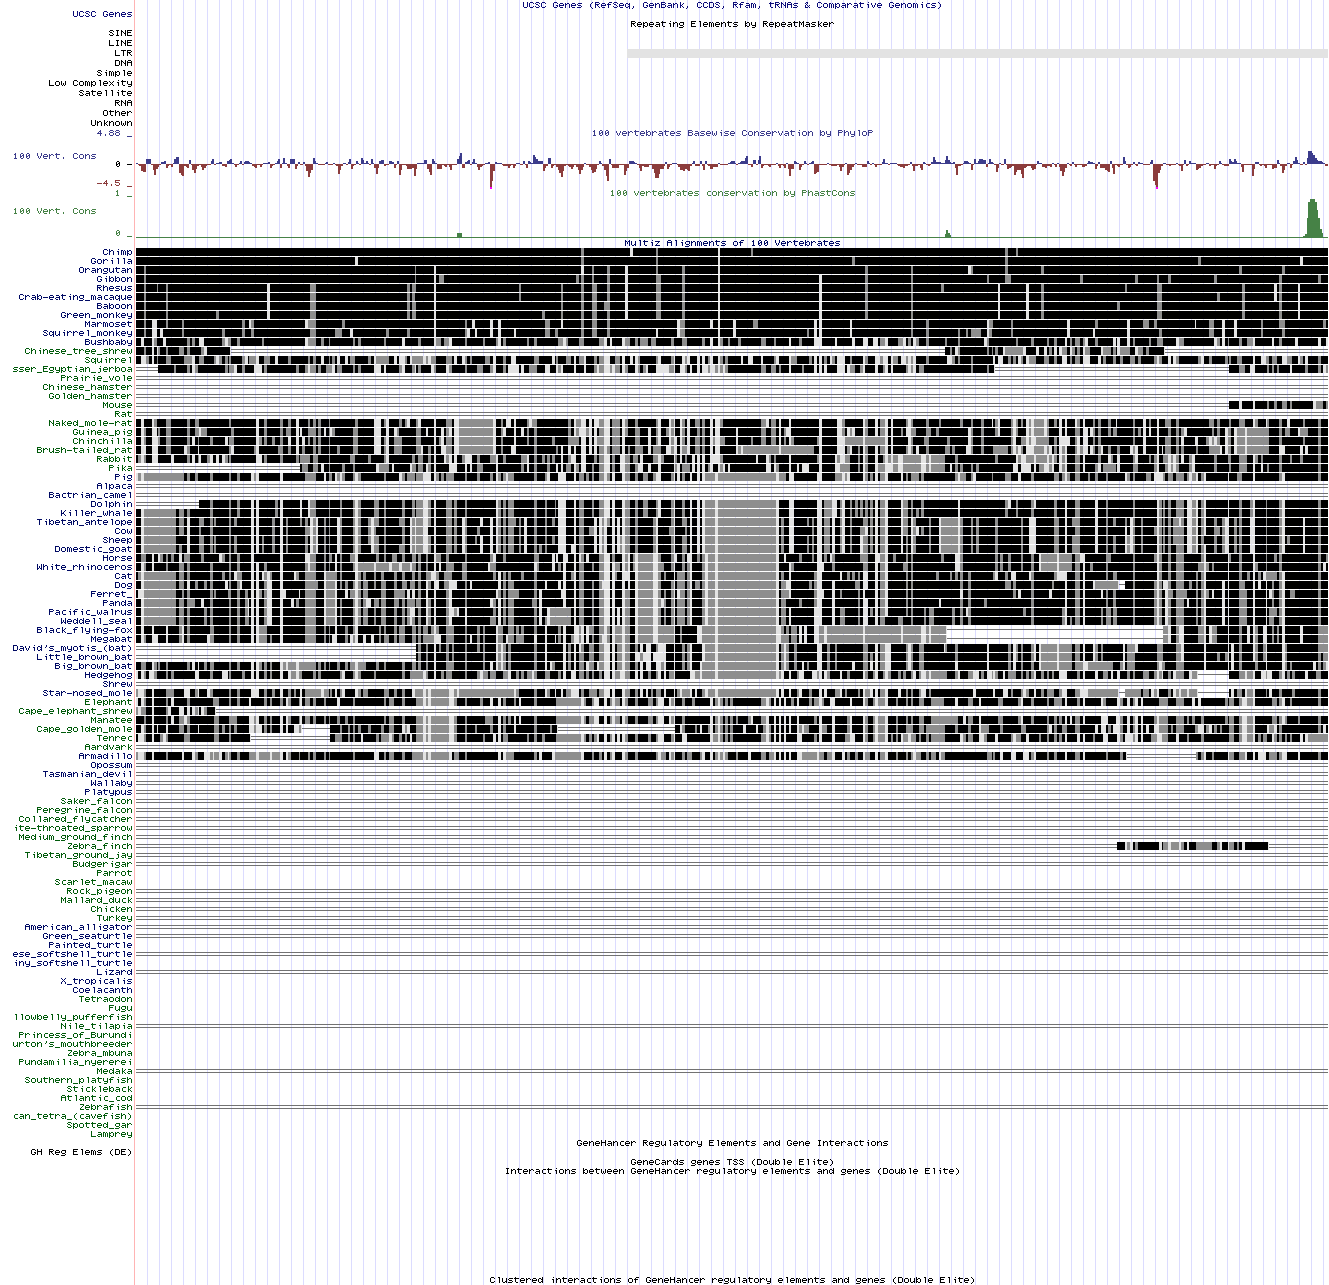 UCSC Genes (RefSeq, GenBank, CCDS, Rfam, tRNAs & Comparative Genomics)
UCSC Genes
Repeating Elements by RepeatMasker
SINE
LINE
LTR
DNA
Simple
Low Complexity
Satellite
RNA
Other
Unknown
4.88 _
100 vertebrates Basewise Conservation by PhyloP
100 Vert. Cons
0 _
-4.5 _
100 vertebrates conservation by PhastCons
1 _
100 Vert. Cons
0 _
Multiz Alignments of 100 Vertebrates
Chimp
Gorilla
Orangutan
Gibbon
Rhesus
Crab-eating_macaque
Baboon
Green_monkey
Marmoset
Squirrel_monkey
Bushbaby
Chinese_tree_shrew
Squirrel
sser_Egyptian_jerboa
Prairie_vole
Chinese_hamster
Golden_hamster
Mouse
Rat
Naked_mole-rat
Guinea_pig
Chinchilla
Brush-tailed_rat
Rabbit
Pika
Pig
Alpaca
Bactrian_camel
Dolphin
Killer_whale
Tibetan_antelope
Cow
Sheep
Domestic_goat
Horse
White_rhinoceros
Cat
Dog
Ferret_
Panda
Pacific_walrus
Weddell_seal
Black_flying-fox
Megabat
David's_myotis_(bat)
Little_brown_bat
Big_brown_bat
Hedgehog
Shrew
Star-nosed_mole
Elephant
Cape_elephant_shrew
Manatee
Cape_golden_mole
Tenrec
Aardvark
Armadillo
Opossum
Tasmanian_devil
Wallaby
Platypus
Saker_falcon
Peregrine_falcon
Collared_flycatcher
ite-throated_sparrow
Medium_ground_finch
Zebra_finch
Tibetan_ground_jay
Budgerigar
Parrot
Scarlet_macaw
Rock_pigeon
Mallard_duck
Chicken
Turkey
American_alligator
Green_seaturtle
Painted_turtle
ese_softshell_turtle
iny_softshell_turtle
Lizard
X_tropicalis
Coelacanth
Tetraodon
Fugu
llowbelly_pufferfish
Nile_tilapia
Princess_of_Burundi
urton's_mouthbreeder
Zebra_mbuna
Pundamilia_nyererei
Medaka
Southern_platyfish
Stickleback
Atlantic_cod
Zebrafish
can_tetra_(cavefish)
Spotted_gar
Lamprey
GeneHancer Regulatory Elements and Gene Interactions
GH Reg Elems (DE)
GeneCards genes TSS (Double Elite)
Interactions between GeneHancer regulatory elements and genes (Double Elite)
Clustered interactions of GeneHancer regulatory elements and genes (Double Elite)